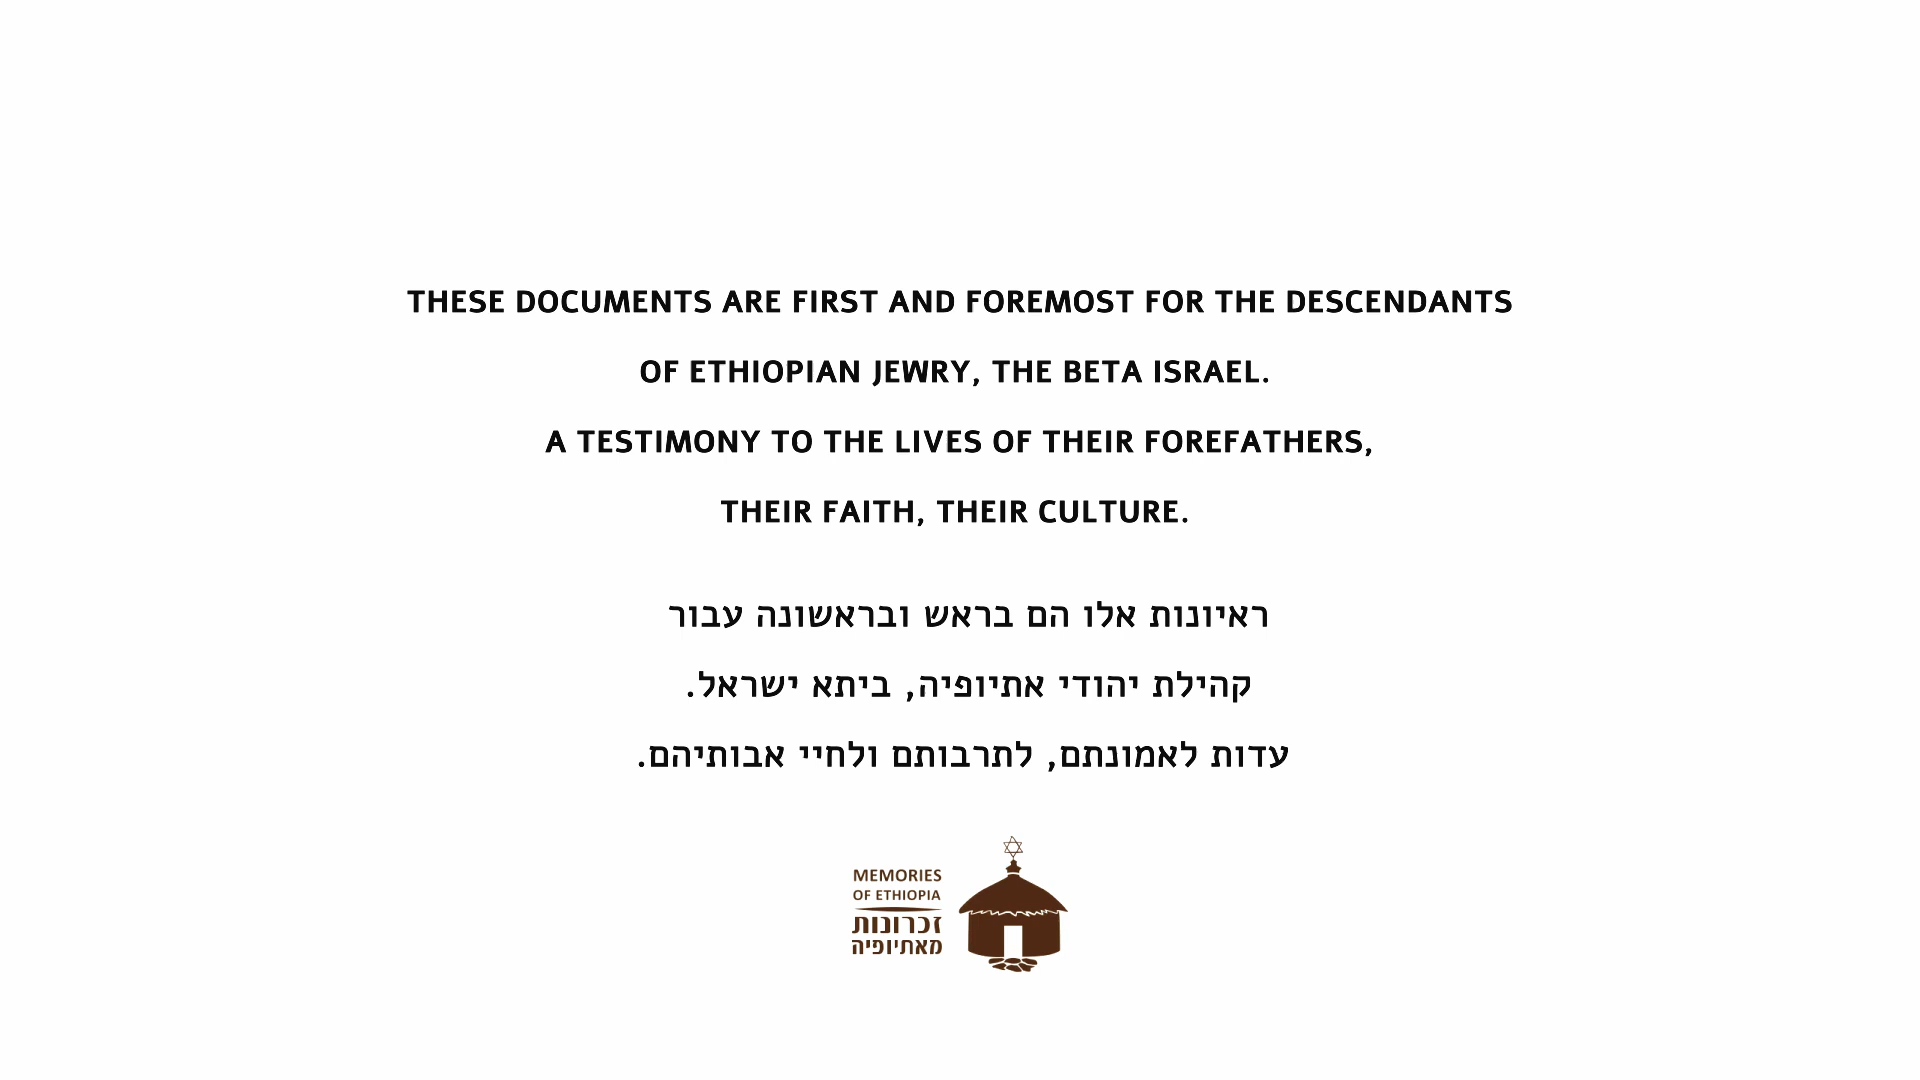 THESE DOCUMENTS ARE FIRST AND FOREMOST FOR THE DESCENDANTS
OF ETHIOPIAN JEWRY, THE BETA ISRAEL.
A TESTIMONY TO THE LIVES OF THEIR FOREFATHERS,
THEIR FAITH, THEIR CULTURE.
ראיונות אלו הם בראש ובראשונה עבור
קהילת יהודי אתיופיה, ביתא ישראל.
עדות לאמונתם, לתרבותם ולחיי אבותיהם.
MEMORIES
OF ETHIOPIA
זכרונות
מאתיופיה